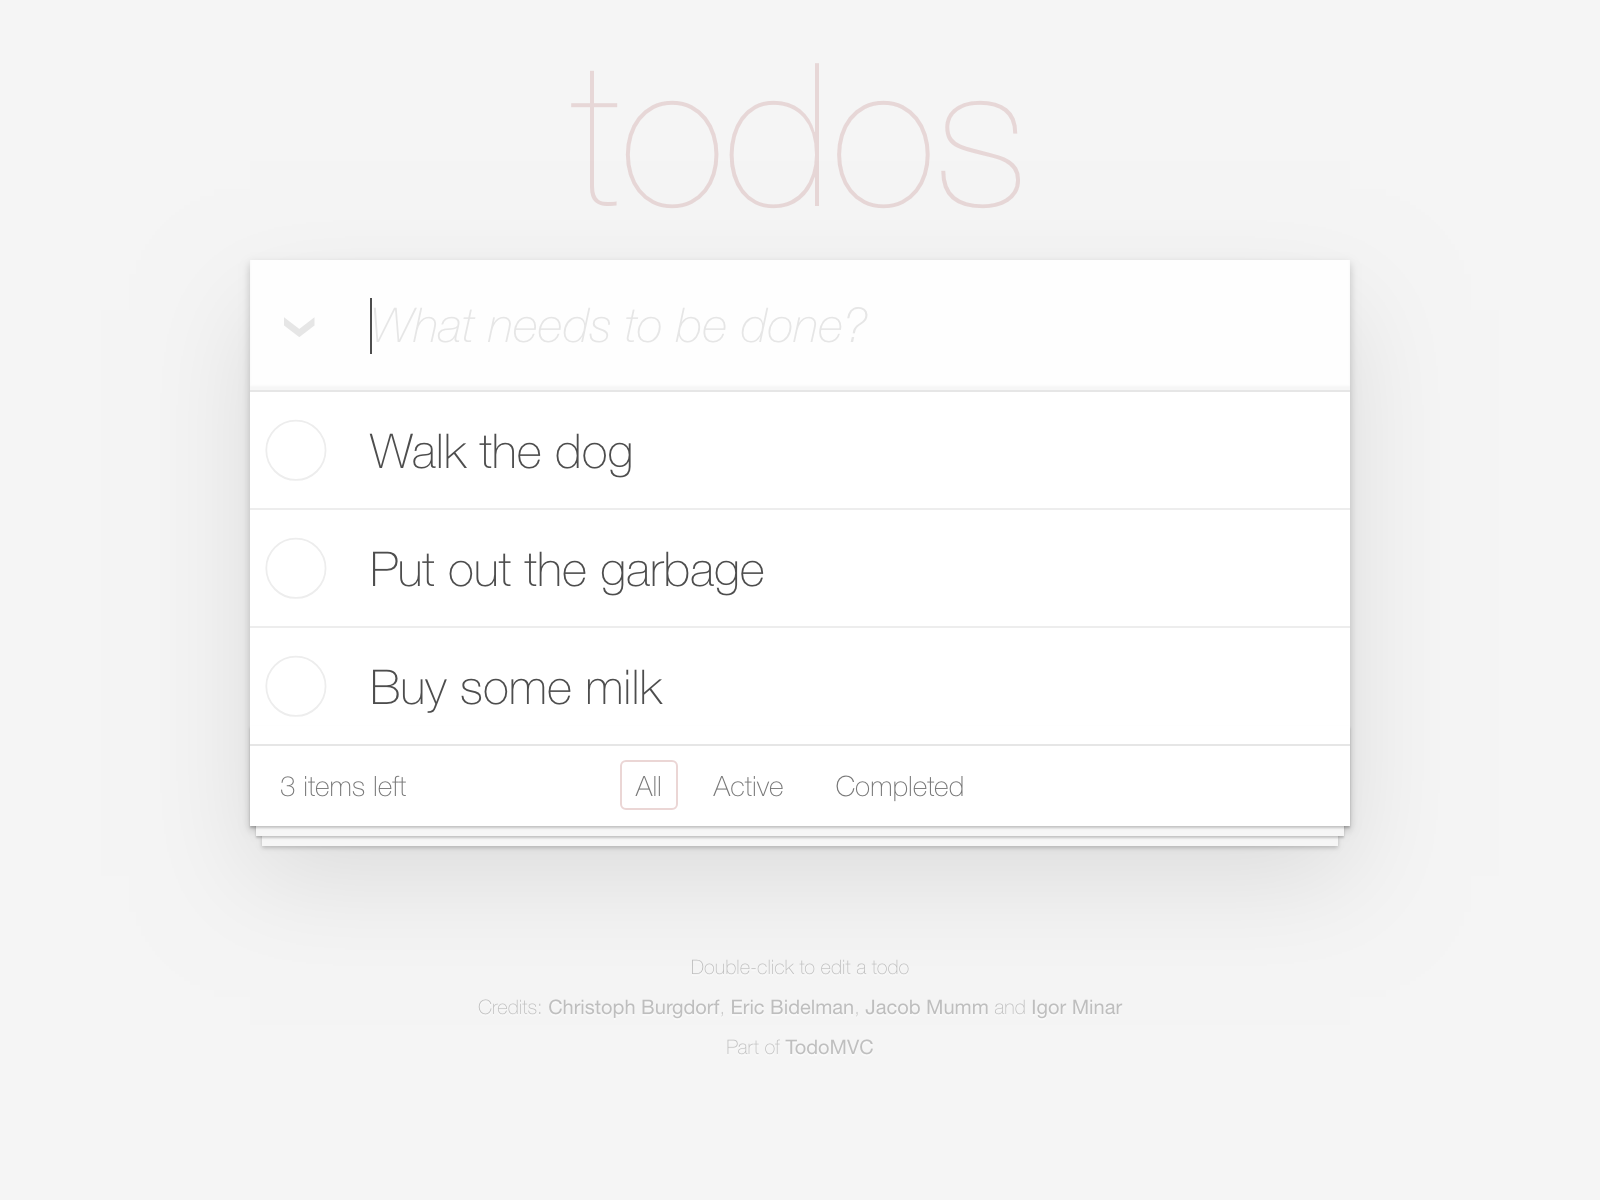 todos
What needs to be done?
Walk the dog
Put out the garbage
Buy some milk
3 items left All Active Completed
Double-click to edit a todo
Credits: Christoph Burgdorf, Eric Bidelman, Jacob Mumm and Igor Minar
Part of TodoMVC